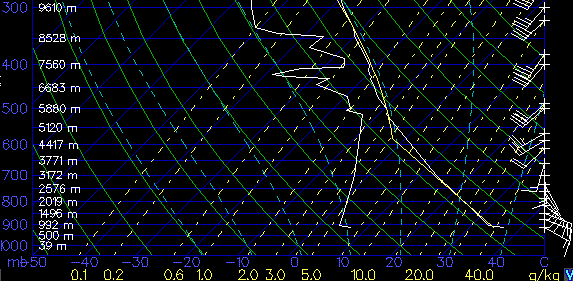 300 9610 m
8528 m
400 7560 m
6683 m
500 5880 m
5120 m
600 4417 m
3771 m
700 3172 m
2576 m
800 2019 m
1496 m
900 992 m
500 m
1000 39 m
mb -50 -40 -30 -20 -10 0 10 20 30 40 C
0.1 0.2 0.6 1.0 2.0 3.0 5.0 10.0 20.0 40.0 g/kg V